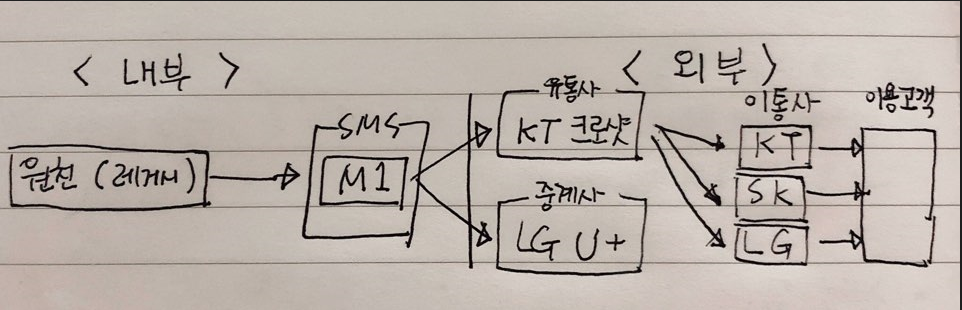 < 내부 >
< 외부 >
원천 (레거시)
SMS
M1
유통사
KT 크로샷
중계사
LG U+
이통사
KT
SK
LG
이용고객